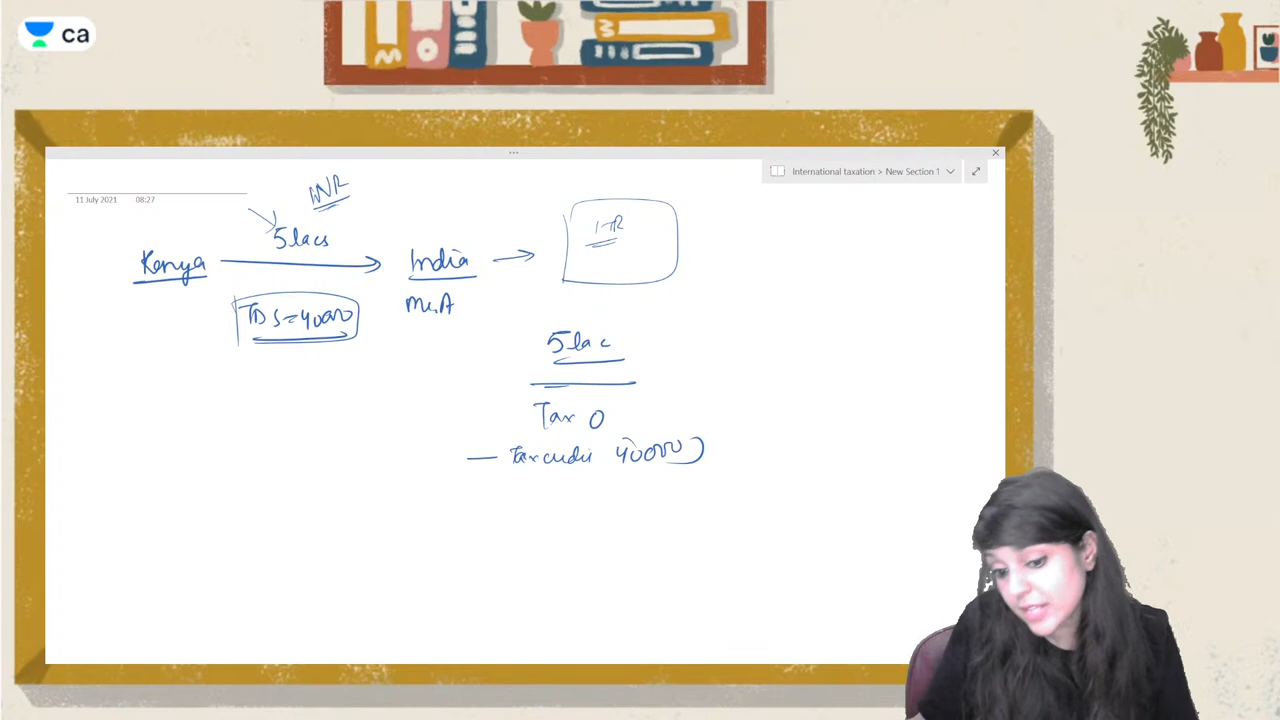 ca
International taxation > New Section 1
11 July 2021 08:27
INR
5 lacs
Kenya
India
ITR
TDS=40000
Mr.A
5 lac
Tax 0
— Tax credit 40000)